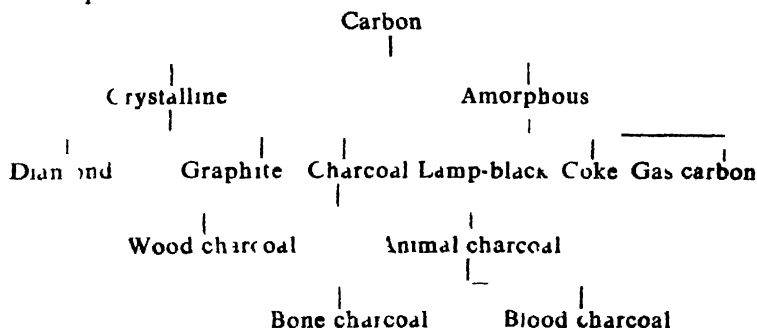 Carbon
Crystalline Amorphous
Diamond Graphite Charcoal Lamp-black Coke Gas carbon
Wood charcoal Animal charcoal
Bone charcoal Blood charcoal